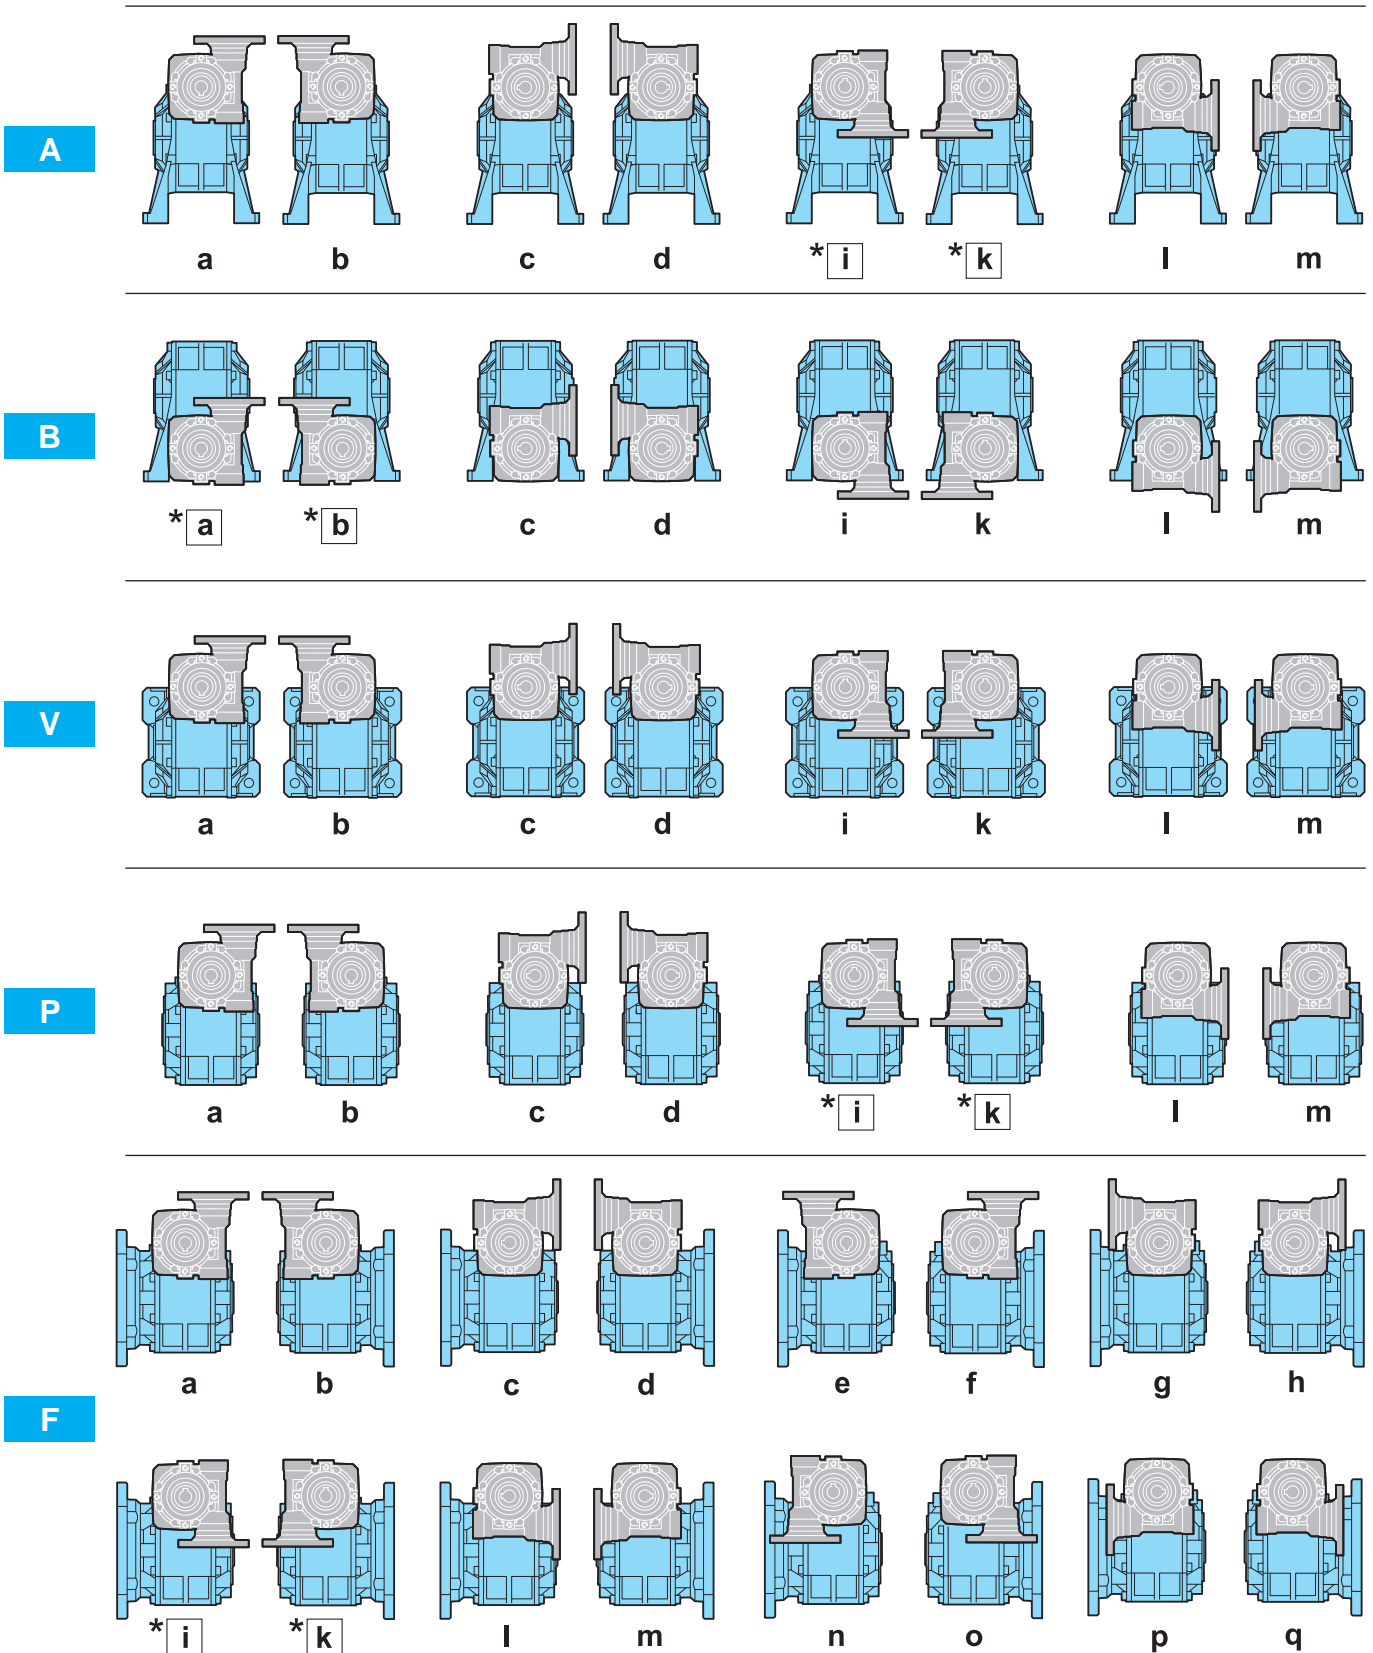 A
a b c d *i *k l m
B
*a *b c d i k l m
V
a b c d i k l m
P
a b c d *i *k l m
F
a b c d e f g h
*i *k l m n o p q